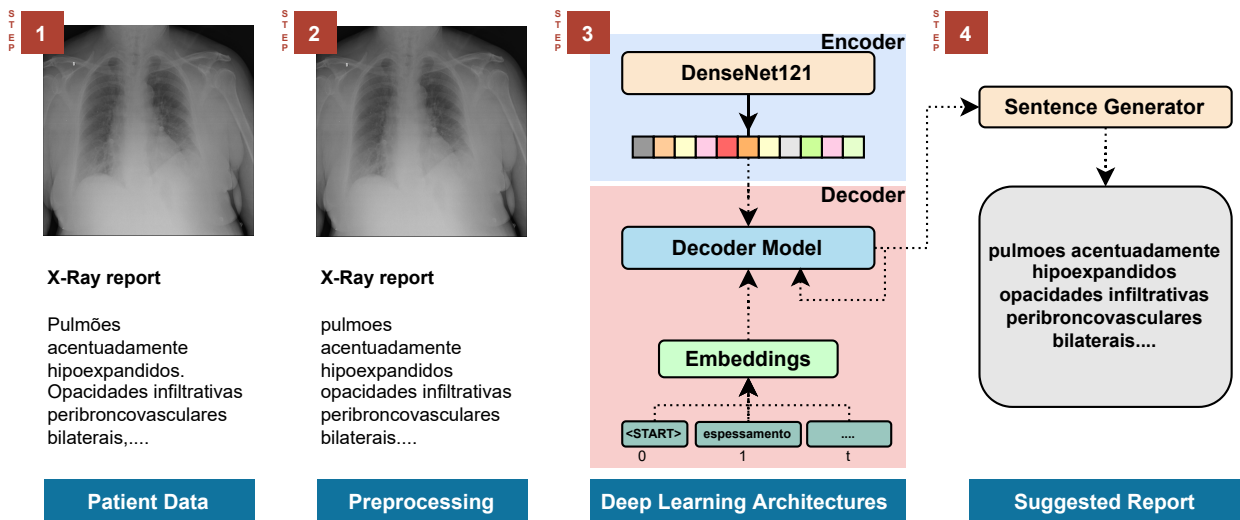 STEP
1
X-Ray report
Pulmões
acentuadamente
hipoexpandidos.
Opacidades infiltrativas
peribroncovasculares
bilaterais,....
Patient Data
STEP
2
X-Ray report
pulmoes
acentuadamente
hipoexpandidos
opacidades infiltrativas
peribroncovasculares
bilaterais....
Preprocessing
STEP
3
Encoder
DenseNet121
Decoder
Decoder Model
Embeddings
<START>
espessamento
....
0
1
t
Deep Learning Architectures
STEP
4
Sentence Generator
pulmoes acentuadamente
hipoexpandidos
opacidades infiltrativas
peribroncovasculares
bilaterais....
Suggested Report